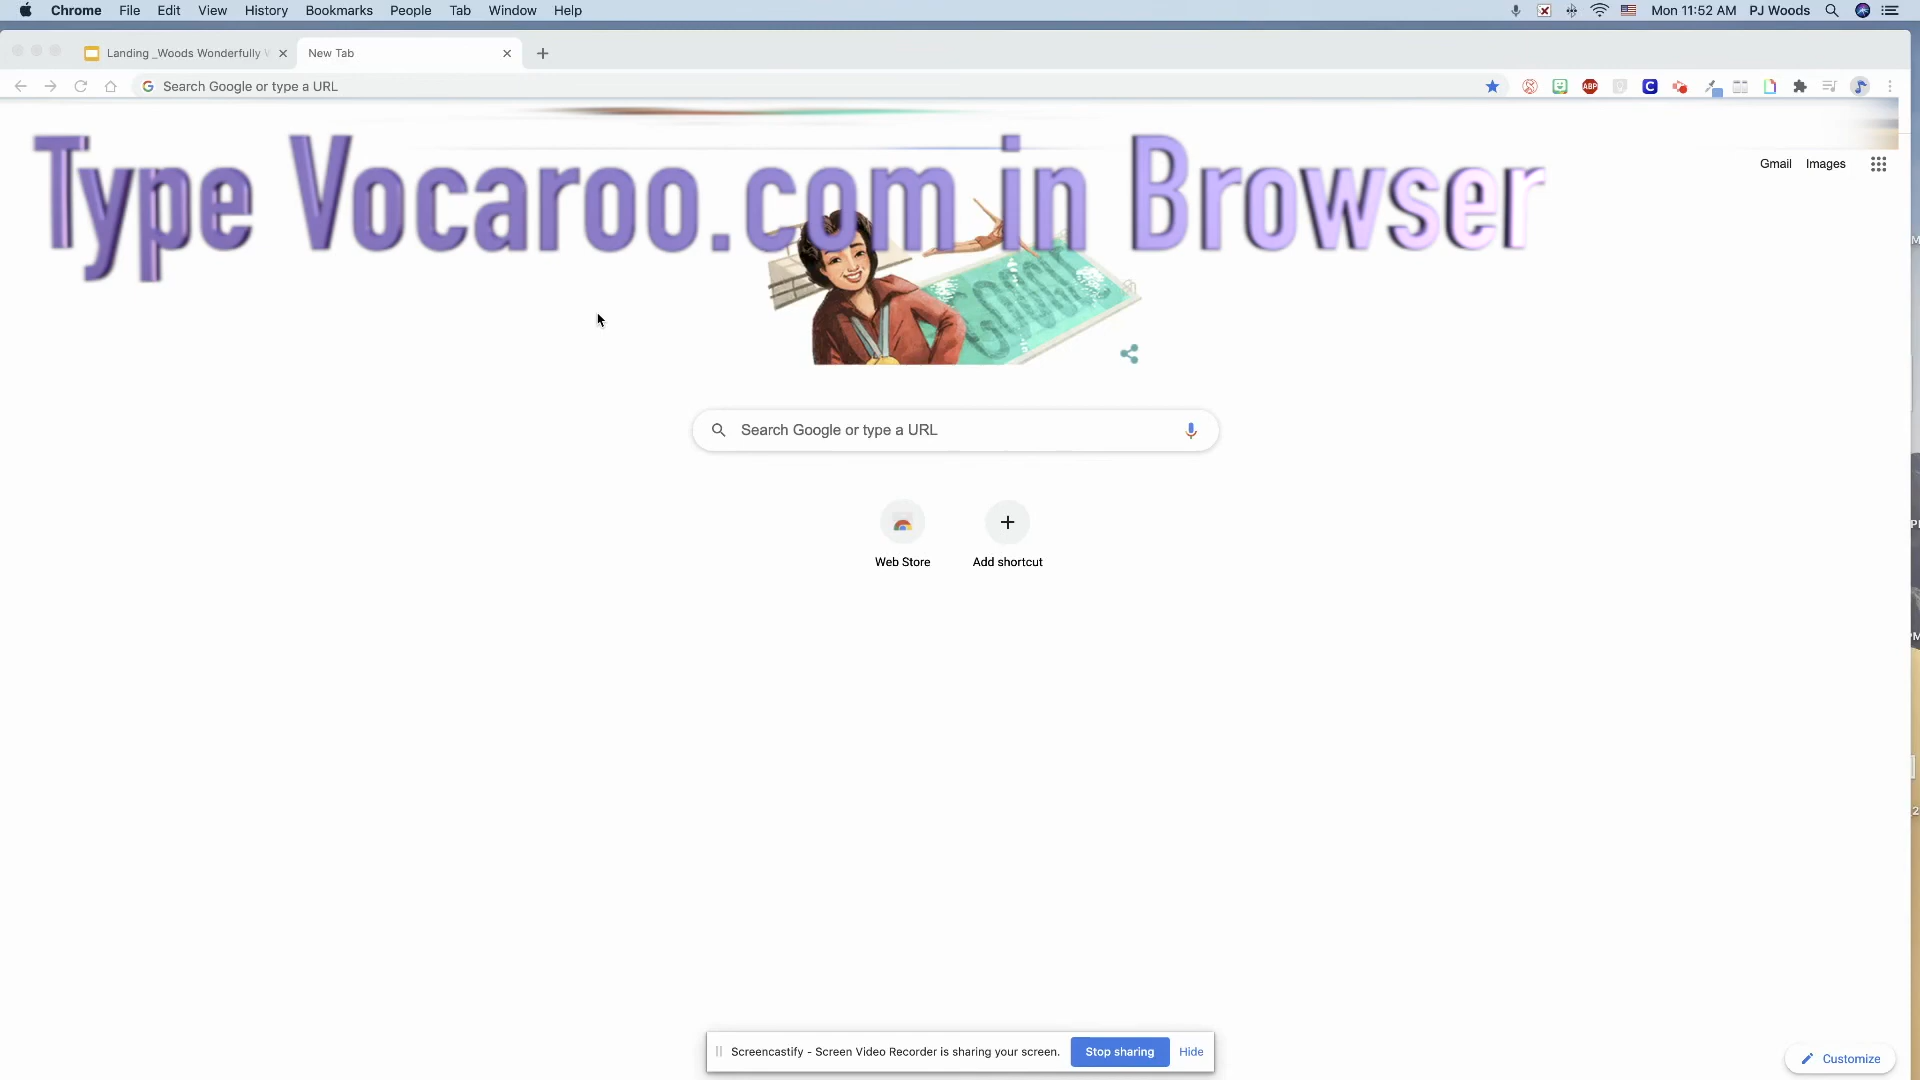 Chrome File Edit View History Bookmarks People Tab Window Help Mon 11:52 AM PJ Woods
Landing _Woods Wonderfully New Tab
Search Google or type a URL
Type Vocaroo.com in Browser
Gmail Images
Search Google or type a URL
Web Store Add shortcut
Screencastify - Screen Video Recorder is sharing your screen. Stop sharing Hide
Customize